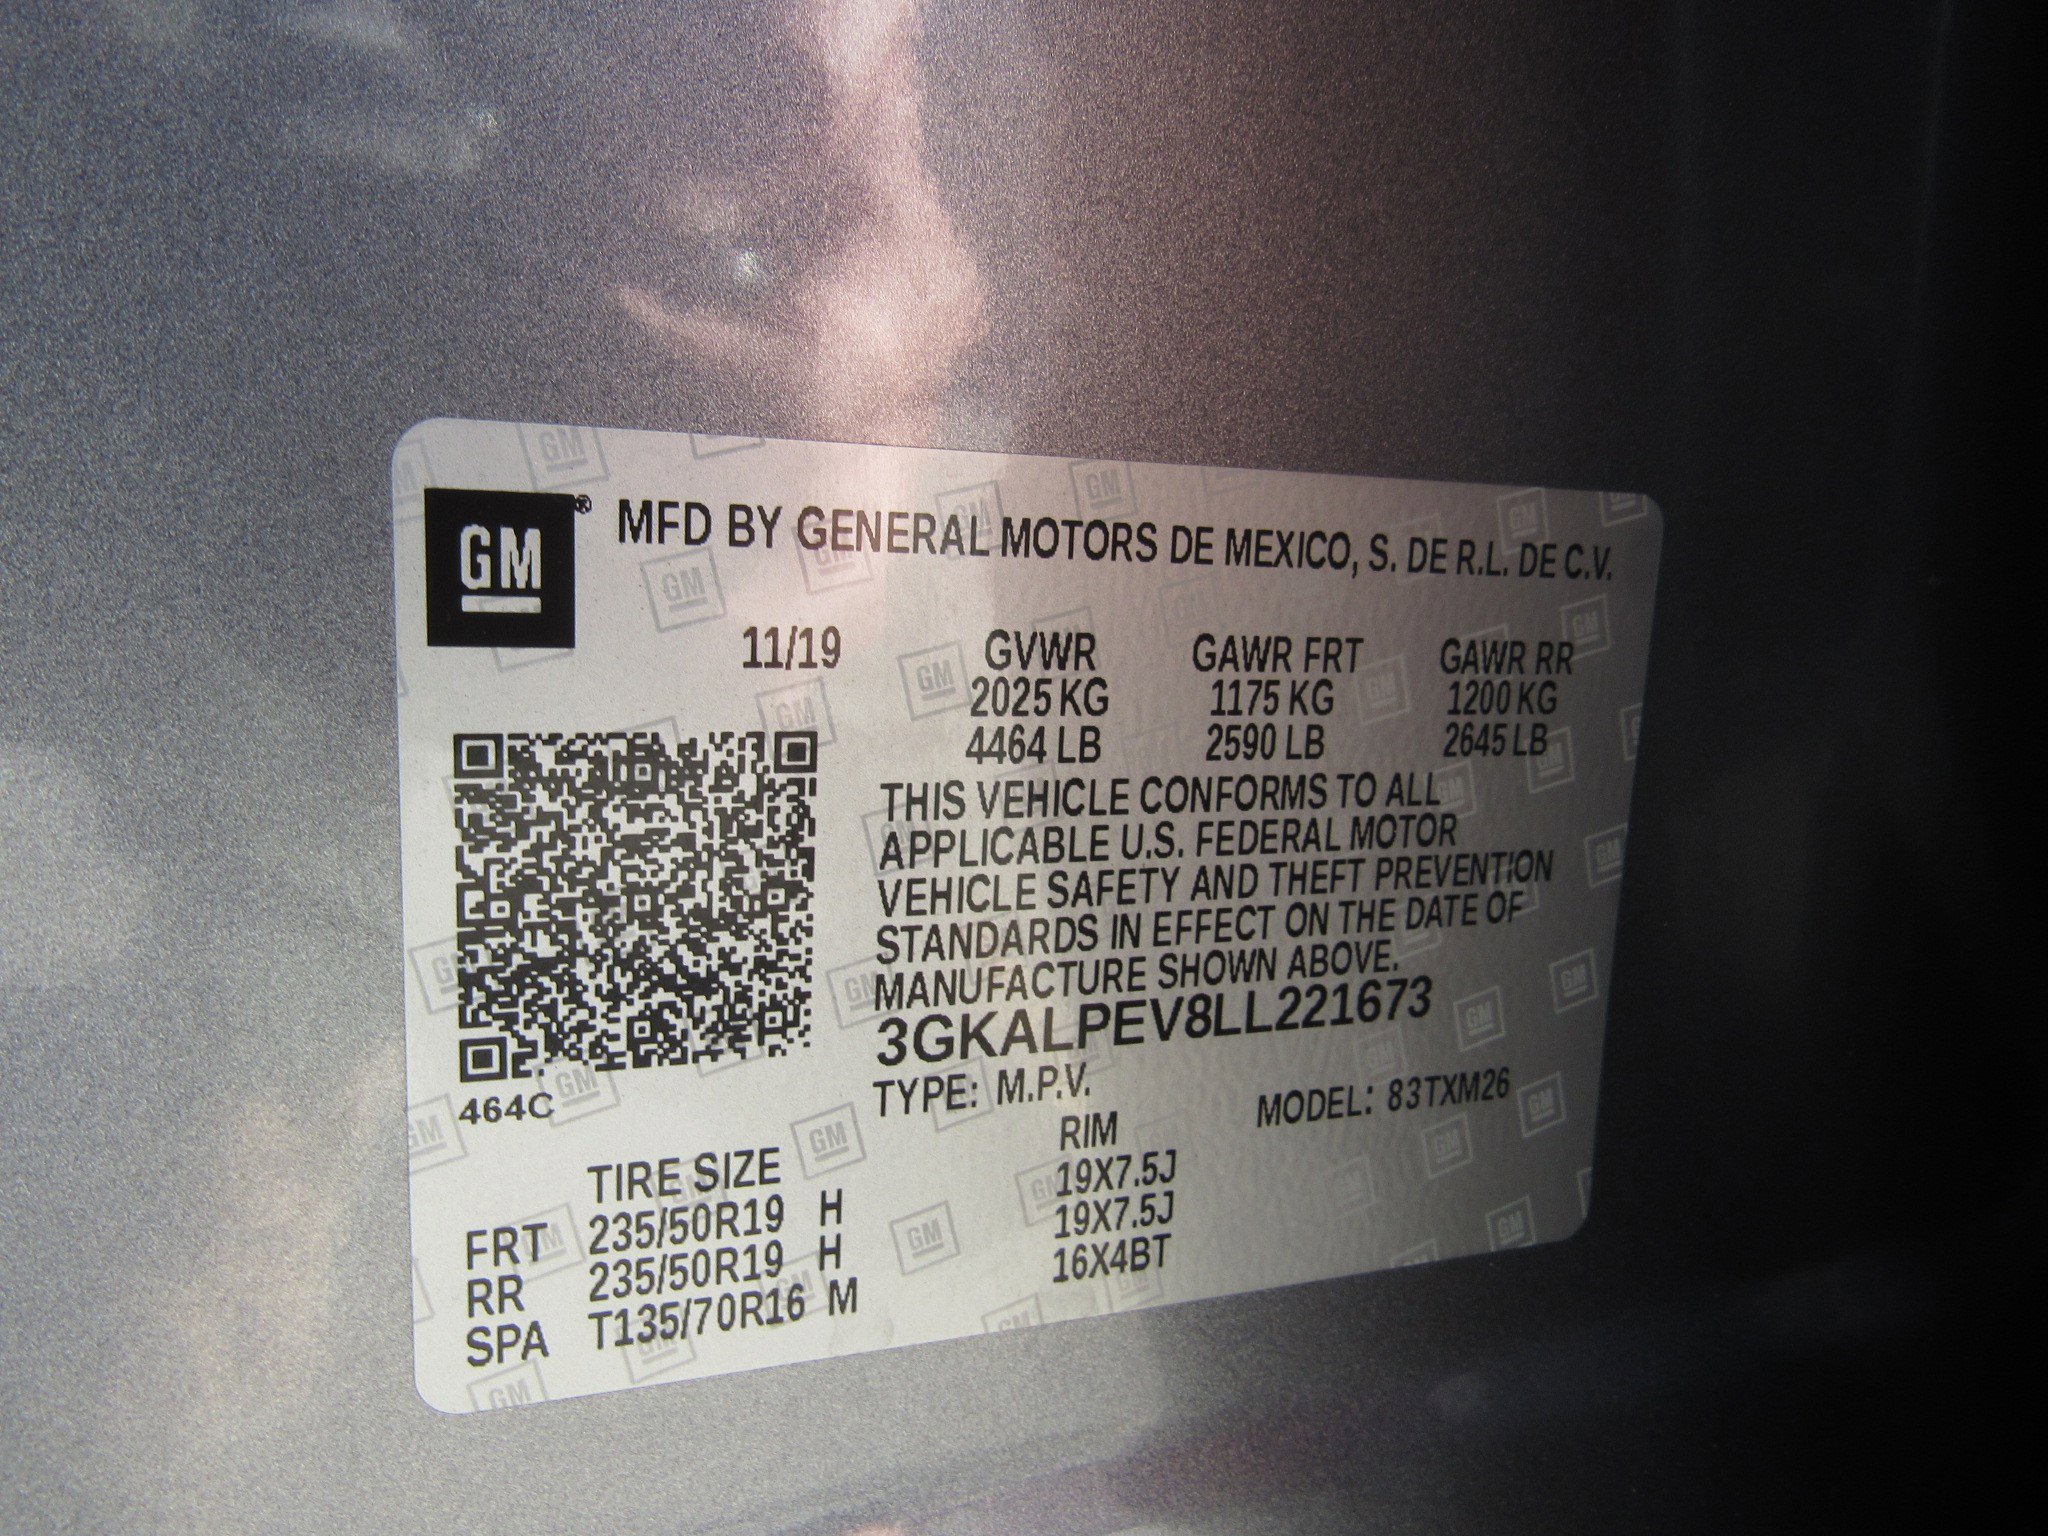 GM ® MFD BY GENERAL MOTORS DE MEXICO, S. DE R.L. DE C.V.
11/19 GVWR GAWR FRT GAWR RR
2025 KG 1175 KG 1200 KG
4464 LB 2590 LB 2645 LB
THIS VEHICLE CONFORMS TO ALL
APPLICABLE U.S. FEDERAL MOTOR
VEHICLE SAFETY AND THEFT PREVENTION
STANDARDS IN EFFECT ON THE DATE OF
MANUFACTURE SHOWN ABOVE.
3GKALPEV8LL221673
464C TYPE: M.P.V. MODEL: 83TXM26
TIRE SIZE RIM
FRT 235/50R19 H 19X7.5J
RR 235/50R19 H 19X7.5J
SPA T135/70R16 M 16X4BT